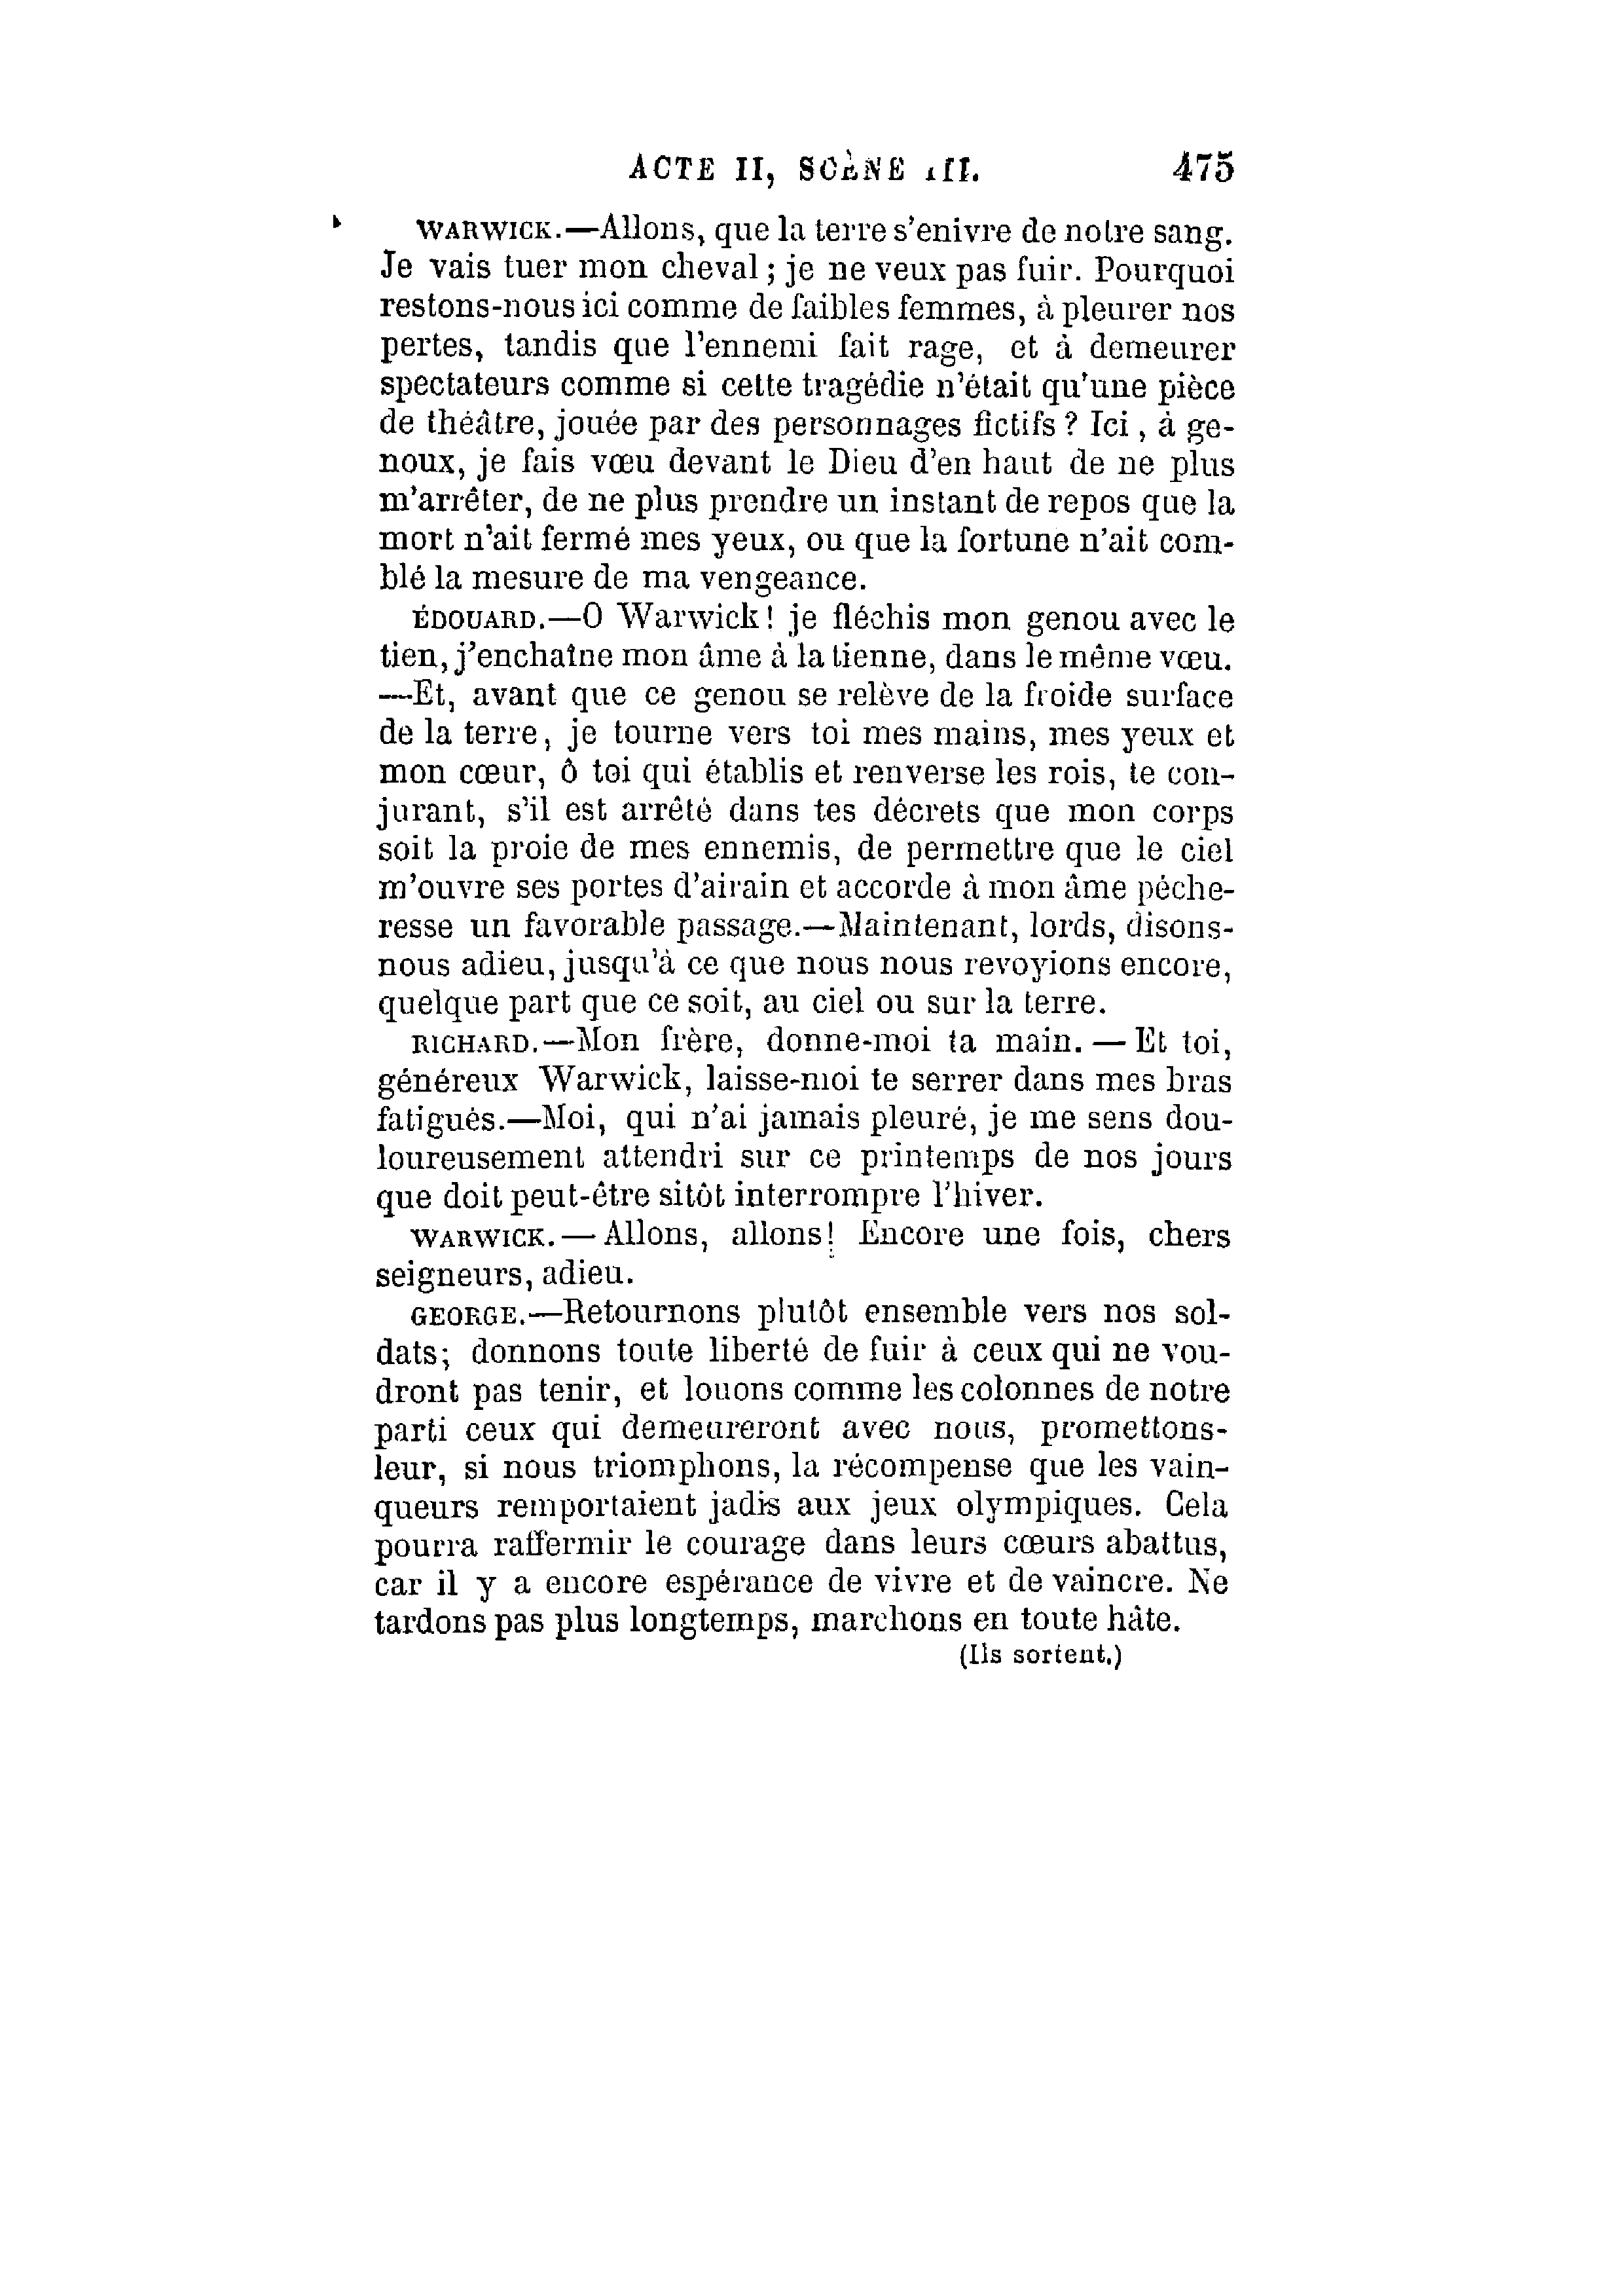 ACTE II, SCÈNE III. 475
WARWICK.—Allons, que la terre s'enivre de notre sang.
Je vais tuer mon cheval ; je ne veux pas fuir. Pourquoi
restons-nous ici comme de faibles femmes, à pleurer nos
pertes, tandis que l'ennemi fait rage, et à demeurer
spectateurs comme si cette tragédie n'était qu'une pièce
de théâtre, jouée par des personnages fictifs ? Ici, à ge-
noux, je fais vœu devant le Dieu d'en haut de ne plus
m'arrêter, de ne plus prendre un instant de repos que la
mort n'ait fermé mes yeux, ou que la fortune n'ait com-
blé la mesure de ma vengeance.
ÉDOUARD.—O Warwick! je fléchis mon genou avec le
tien, j'enchaîne mon âme à la tienne, dans le même vœu.
—Et, avant que ce genou se relève de la froide surface
de la terre, je tourne vers toi mes mains, mes yeux et
mon cœur, ô toi qui établis et renverse les rois, te con-
jurant, s'il est arrêté dans tes décrets que mon corps
soit la proie de mes ennemis, de permettre que le ciel
m'ouvre ses portes d'airain et accorde à mon âme péche-
resse un favorable passage.—Maintenant, lords, disons-
nous adieu, jusqu'à ce que nous nous revoyions encore,
quelque part que ce soit, au ciel ou sur la terre.
RICHARD.—Mon frère, donne-moi ta main. — Et toi,
généreux Warwick, laisse-moi te serrer dans mes bras
fatigués.—Moi, qui n'ai jamais pleuré, je me sens dou-
loureusement attendri sur ce printemps de nos jours
que doit peut-être sitôt interrompre l'hiver.
WARWICK. — Allons, allons! Encore une fois, chers
seigneurs, adieu.
GEORGE.—Retournons plutôt ensemble vers nos sol-
dats; donnons toute liberté de fuir à ceux qui ne vou-
dront pas tenir, et louons comme les colonnes de notre
parti ceux qui demeureront avec nous, promettons-
leur, si nous triomphons, la récompense que les vain-
queurs remportaient jadis aux jeux olympiques. Cela
pourra raffermir le courage dans leurs cœurs abattus,
car il y a encore espérance de vivre et de vaincre. Ne
tardons pas plus longtemps, marchons en toute hâte.
(Ils sortent.)